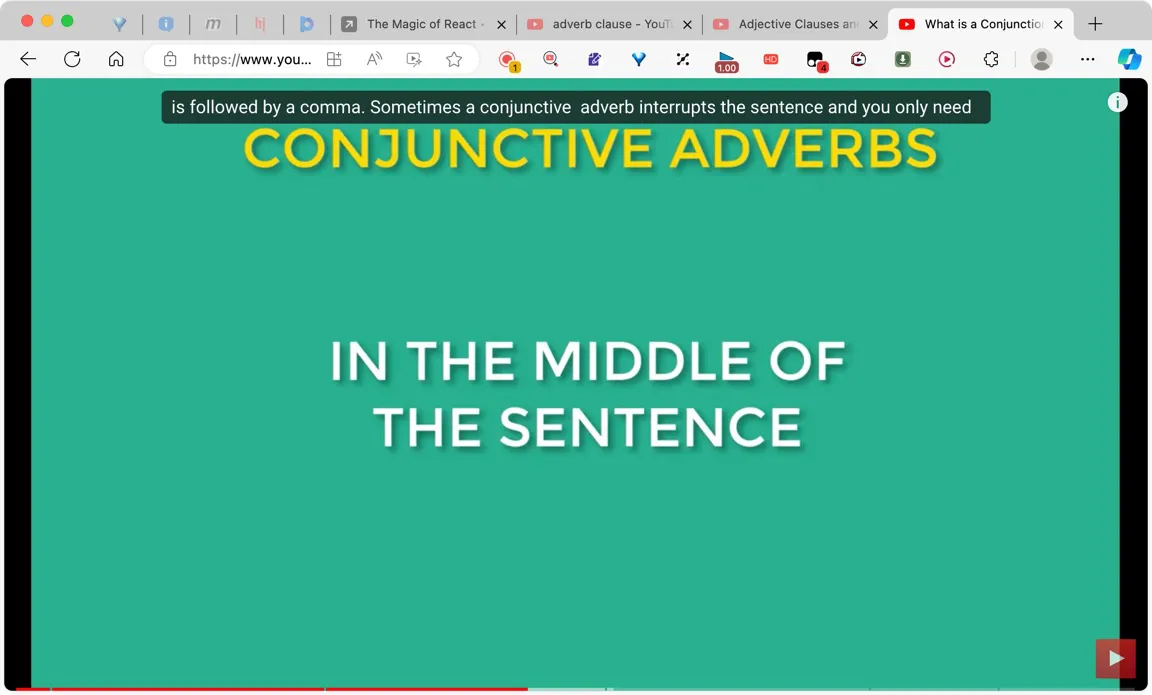 m
hj
The Magic of React -
adverb clause - YouT
Adjective Clauses an
What is a Conjunctio
https://www.you...
1
1.00
HD
4
is followed by a comma. Sometimes a conjunctive adverb interrupts the sentence and you only need
CONJUNCTIVE ADVERBS
IN THE MIDDLE OF
THE SENTENCE